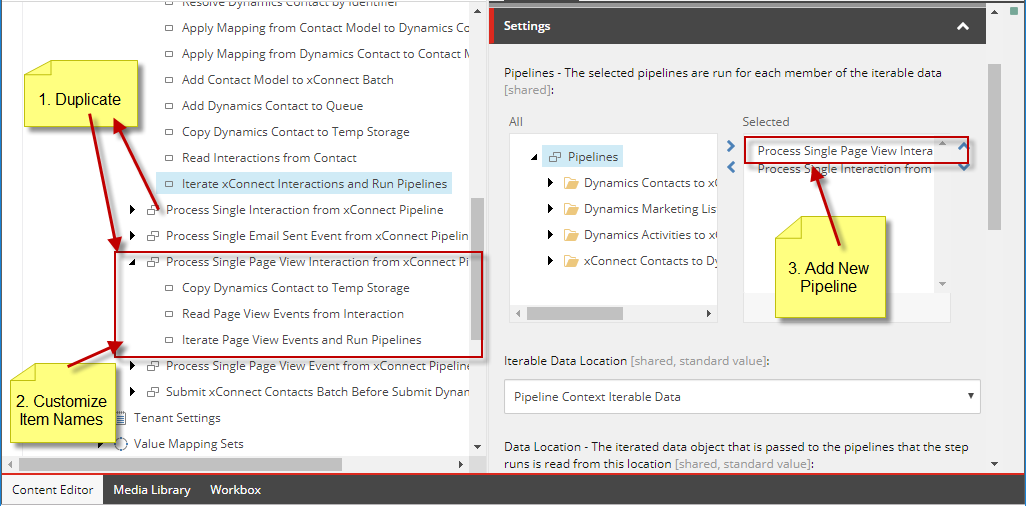 Resolve Dynamics Contact by Identifier
Apply Mapping from Contact Model to Dynamics Co
Apply Mapping from Dynamics Contact to Contact M
Add Contact Model to xConnect Batch
Add Dynamics Contact to Queue
Copy Dynamics Contact to Temp Storage
Read Interactions from Contact
Iterate xConnect Interactions and Run Pipelines
Process Single Interaction from xConnect Pipeline
Process Single Email Sent Event from xConnect Pipelin
Process Single Page View Interaction from xConnect Pi
Copy Dynamics Contact to Temp Storage
Read Page View Events from Interaction
Iterate Page View Events and Run Pipelines
Process Single Page View Event from xConnect Pipeline
Submit xConnect Contacts Batch Before Submit Dynam
Tenant Settings
Value Mapping Sets
1. Duplicate
2. Customize
Item Names
Settings
Pipelines - The selected pipelines are run for each member of the iterable data
[shared]:
All
Selected
Pipelines
Dynamics Contacts to xC
Dynamics Marketing Lis
Dynamics Activities to xC
xConnect Contacts to Dy
Process Single Page View Intera
Process Single Interaction from
3. Add New
Pipeline
Iterable Data Location [shared, standard value]:
Pipeline Context Iterable Data
Data Location - The iterated data object that is passed to the pipelines that the step
runs is read from this location [shared, standard value]:
Content Editor
Media Library
Workbox